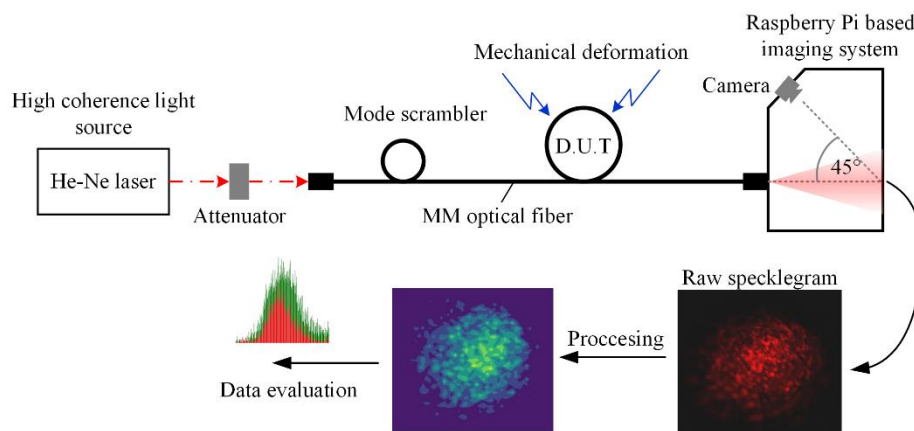 Raspberry Pi based
imaging system
Mechanical deformation
Camera
High coherence light
source
Mode scrambler
He-Ne laser
D.U.T
45°
Attenuator
MM optical fiber
Raw specklegram
Proccesing
Data evaluation